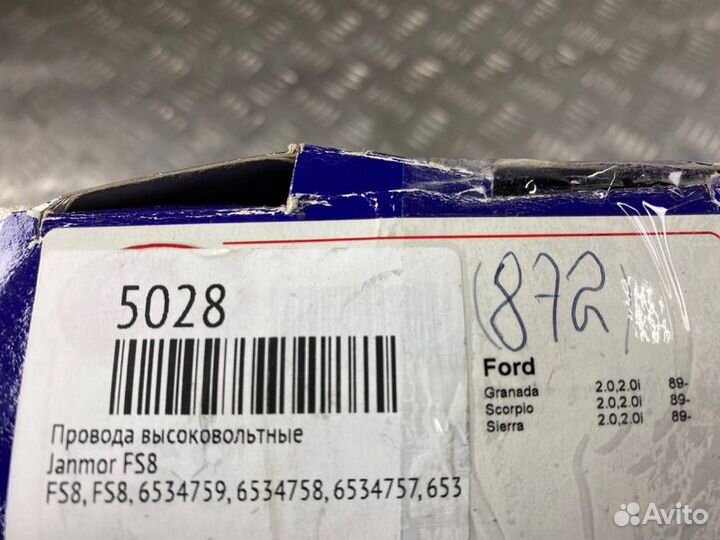 5028
Провода высоковольтные
Janmor FS8
FS8, FS8, 6534759, 6534758, 6534757, 653
(872)
Ford
Granada 2.0,2.0i 89-
Scorpio 2.0,2.0i 89-
Sierra 2.0,2.0i 89-
Avito